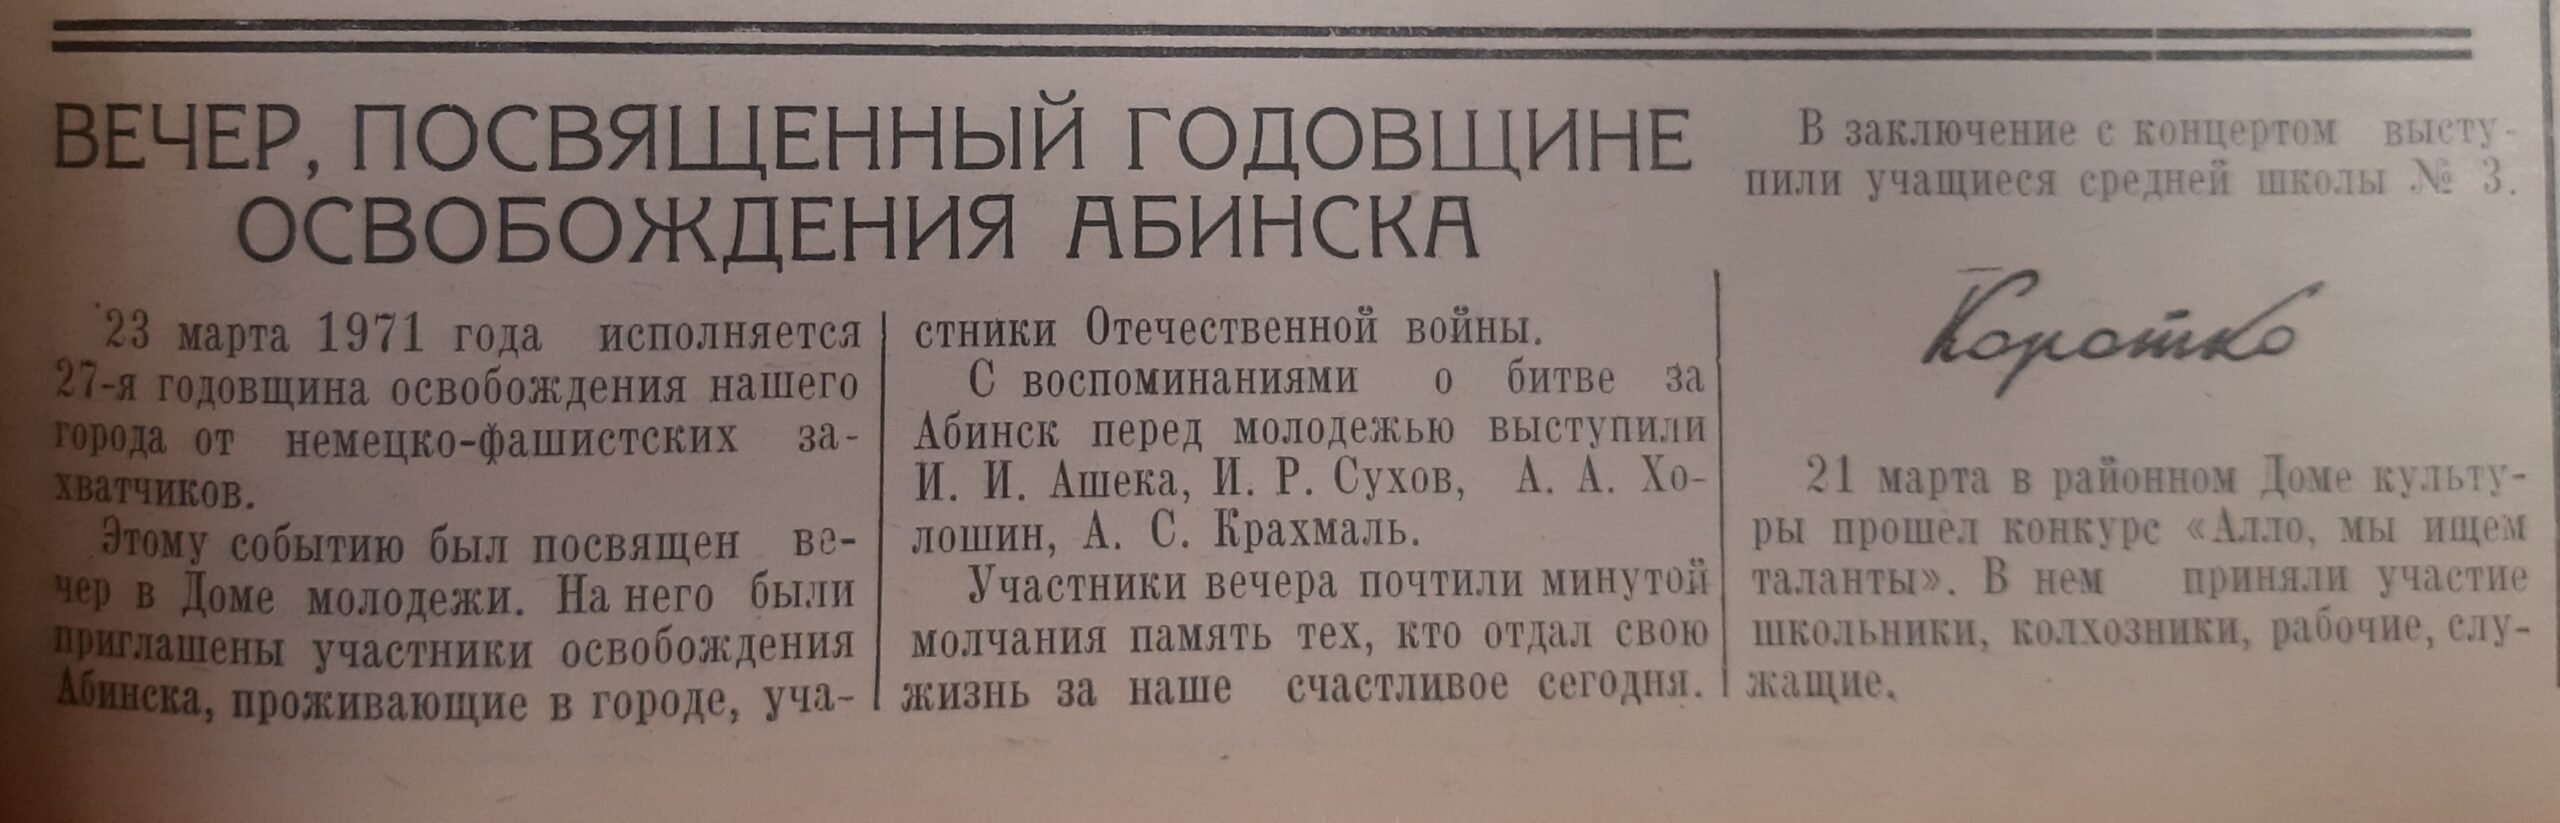 ВЕЧЕР, ПОСВЯЩЕННЫЙ ГОДОВЩИНЕ
ОСВОБОЖДЕНИЯ АБИНСКА
23 марта 1971 года исполняется
27-я годовщина освобождения нашего
города от немецко-фашистских за-
хватчиков.
Этому событию был посвящен ве-
чер в Доме молодежи. На него были
приглашены участники освобождения
Абинска, проживающие в городе, уча-
стники Отечественной войны.
С воспоминаниями о битве за
Абинск перед молодежью выступили
И. И. Ашека, И. Р. Сухов, А. А. Хо-
лошин, А. С. Крахмаль.
Участники вечера почтили минутой
молчания память тех, кто отдал свою
жизнь за наше счастливое сегодня.
В заключение с концертом высту-
пили учащиеся средней школы № 3.
Коротко
21 марта в районном Доме культу-
ры прошел конкурс «Алло, мы ищем
таланты». В нем приняли участие
школьники, колхозники, рабочие, слу-
жащие.